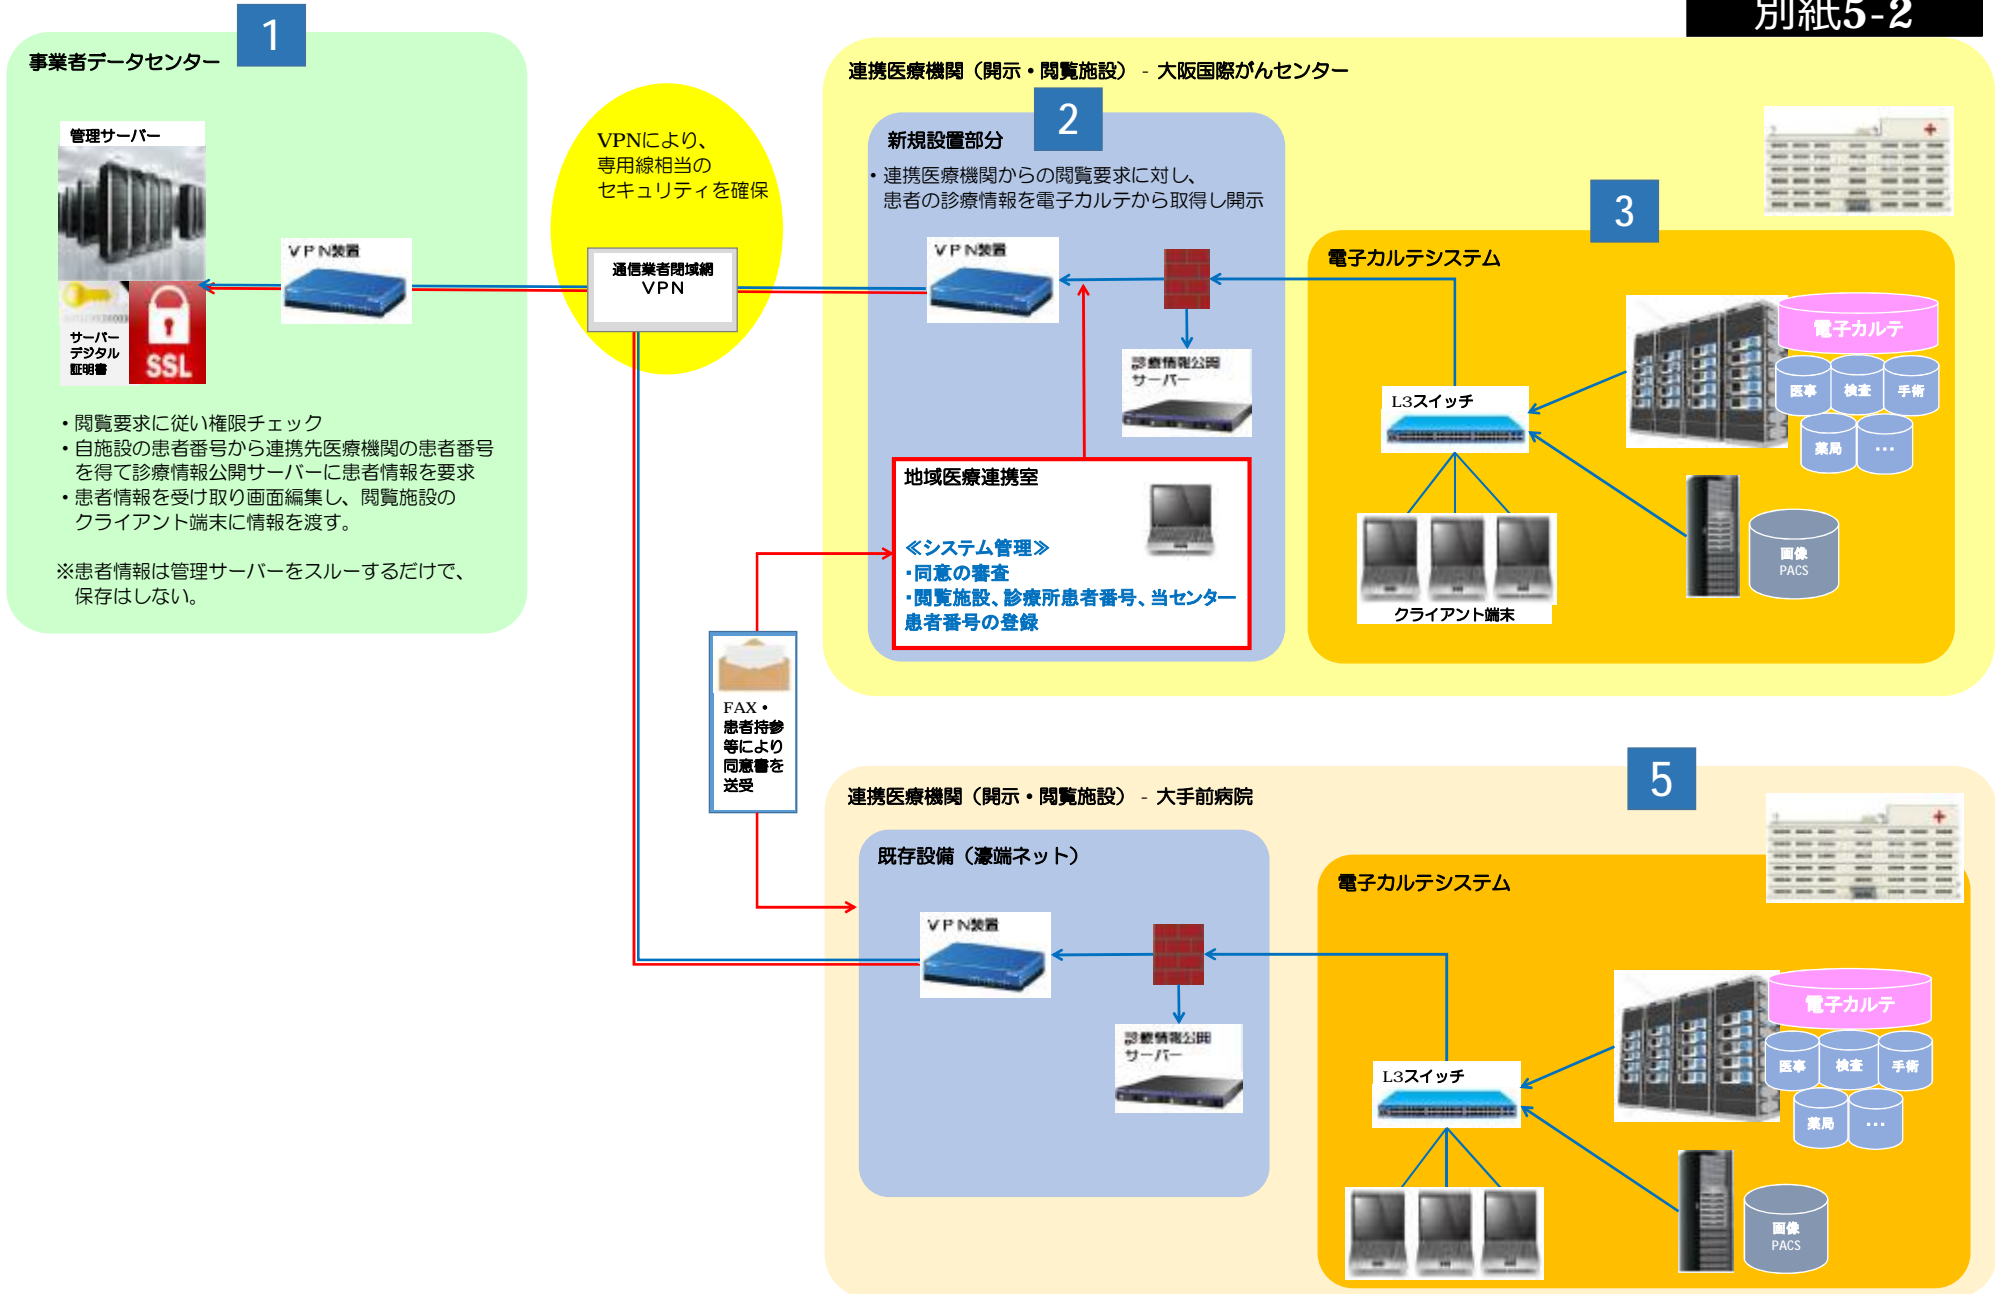 別紙5-2
1
事業者データセンター
管理サーバー
VPN装置
サーバー
デジタル
証明書
SSL
・閲覧要求に従い権限チェック
・自施設の患者番号から連携先医療機関の患者番号
を得て診療情報公開サーバーに患者情報を要求
・患者情報を受け取り画面編集し、閲覧施設の
クライアント端末に情報を渡す。
※患者情報は管理サーバーをスルーするだけで、
保存はしない。
VPNにより、
専用線相当の
セキュリティを確保
通信業者閉域網
VPN
連携医療機関（開示・閲覧施設） - 大阪国際がんセンター
2
新規設置部分
・連携医療機関からの閲覧要求に対し、
患者の診療情報を電子カルテから取得し開示
VPN装置
診療情報公開
サーバー
地域医療連携室
≪システム管理≫
・同意の審査
・閲覧施設、診療所患者番号、当センター
患者番号の登録
3
電子カルテシステム
電子カルテ
医事
検査
手術
薬局
…
L3スイッチ
画像
PACS
クライアント端末
FAX・
患者持参
等により
同意書を
送受
連携医療機関（開示・閲覧施設） - 大手前病院
5
既存設備（濠端ネット）
VPN装置
診療情報公開
サーバー
電子カルテシステム
電子カルテ
医事
検査
手術
薬局
…
L3スイッチ
画像
PACS